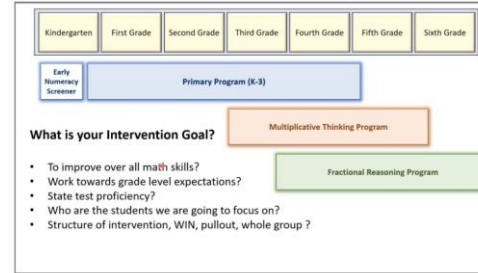 Kindergarten
First Grade
Second Grade
Third Grade
Fourth Grade
Fifth Grade
Sixth Grade
Early
Numeracy
Screener
Primary Program (K-3)
Multiplicative Thinking Program
What is your Intervention Goal?
Fractional Reasoning Program
• To improve over all math skills?
• Work towards grade level expectations?
• State test proficiency?
• Who are the students we are going to focus on?
• Structure of intervention, WIN, pullout, whole group ?